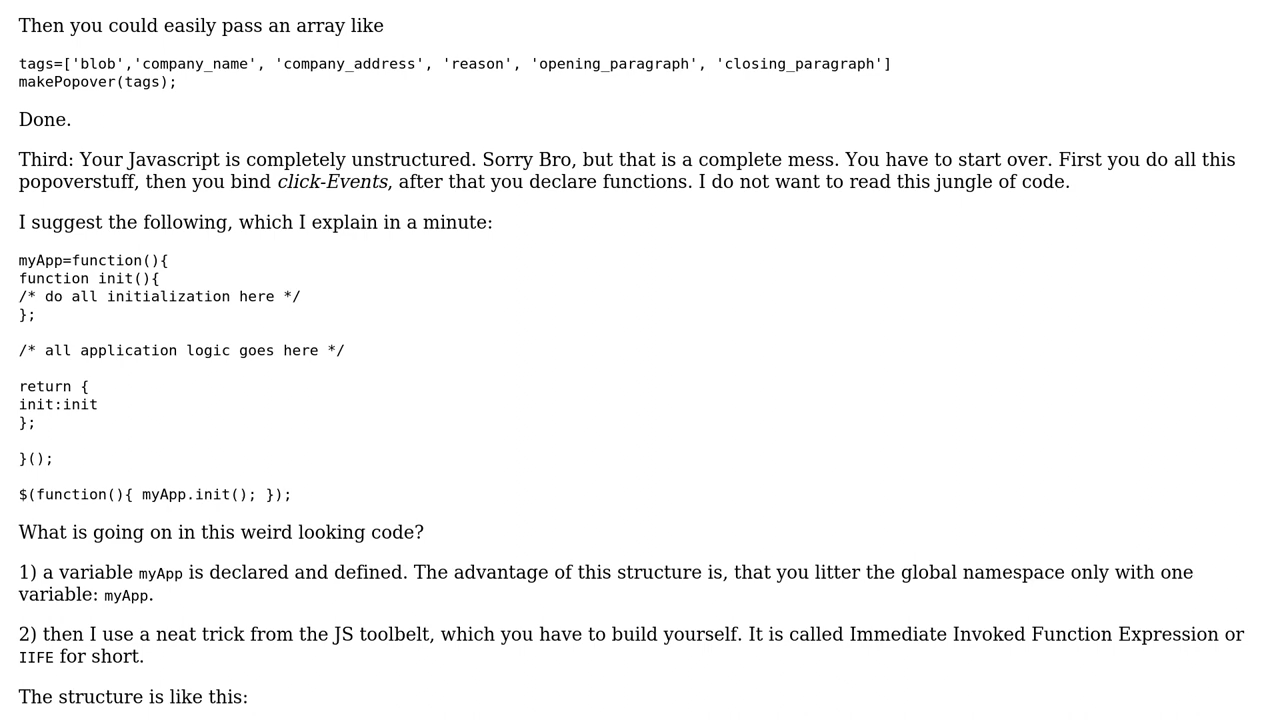 Then you could easily pass an array like
tags=['blob','company_name', 'company_address', 'reason', 'opening_paragraph', 'closing_paragraph']
makePopover(tags);
Done.
Third: Your Javascript is completely unstructured. Sorry Bro, but that is a complete mess. You have to start over. First you do all this
popoverstuff, then you bind click-Events, after that you declare functions. I do not want to read this jungle of code.
I suggest the following, which I explain in a minute:
myApp=function(){
function init(){
/* do all initialization here */
};
/* all application logic goes here */
return {
init:init
};
}();
$(function(){ myApp.init(); });
What is going on in this weird looking code?
1) a variable myApp is declared and defined. The advantage of this structure is, that you litter the global namespace only with one
variable: myApp.
2) then I use a neat trick from the JS toolbelt, which you have to build yourself. It is called Immediate Invoked Function Expression or
IIFE for short.
The structure is like this: